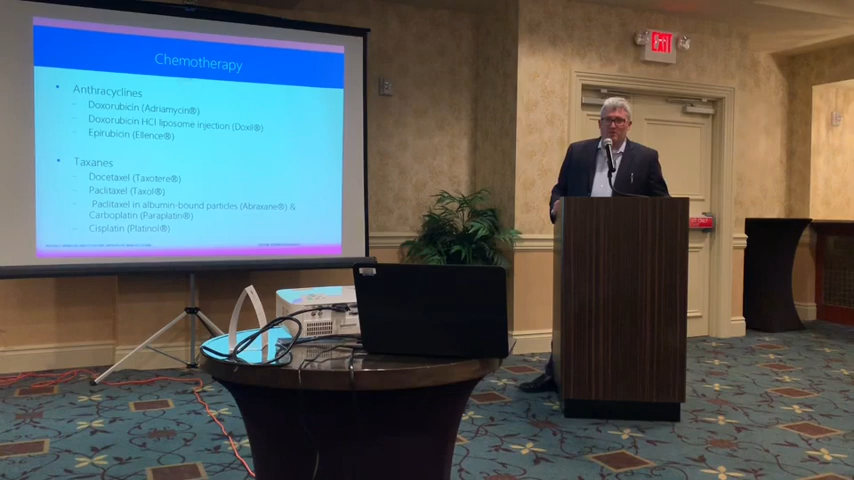 Chemotherapy
• Anthracyclines
– Doxorubicin (Adriamycin®)
– Doxorubicin HCl liposome injection (Doxil®)
– Epirubicin (Ellence®)
• Taxanes
– Docetaxel (Taxotere®)
– Paclitaxel (Taxol®)
– Paclitaxel in albumin-bound particles (Abraxane®) &
Carboplatin (Paraplatin®)
– Cisplatin (Platinol®)
EXIT